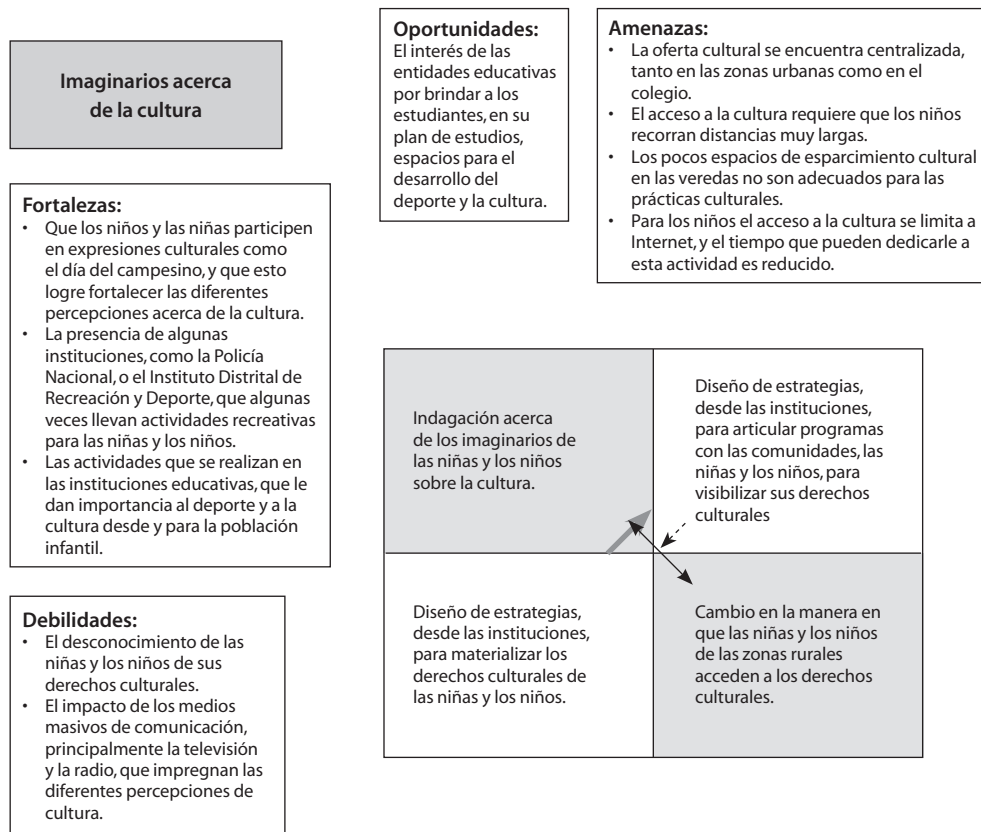 Imaginarios acerca
de la cultura
Oportunidades:
El interés de las
entidades educativas
por brindar a los
estudiantes, en su
plan de estudios,
espacios para el
desarrollo del
deporte y la cultura.
Amenazas:
• La oferta cultural se encuentra centralizada,
tanto en las zonas urbanas como en el
colegio.
• El acceso a la cultura requiere que los niños
recorran distancias muy largas.
• Los pocos espacios de esparcimiento cultural
en las veredas no son adecuados para las
prácticas culturales.
• Para los niños el acceso a la cultura se limita a
Internet, y el tiempo que pueden dedicarle a
esta actividad es reducido.
Fortalezas:
• Que los niños y las niñas participen
en expresiones culturales como
el día del campesino, y que esto
logre fortalecer las diferentes
percepciones acerca de la cultura.
• La presencia de algunas
instituciones, como la Policía
Nacional, o el Instituto Distrital de
Recreación y Deporte, que algunas
veces llevan actividades recreativas
para las niñas y los niños.
• Las actividades que se realizan en
las instituciones educativas, que le
dan importancia al deporte y a la
cultura desde y para la población
infantil.
Debilidades:
• El desconocimiento de las
niñas y los niños de sus
derechos culturales.
• El impacto de los medios
masivos de comunicación,
principalmente la televisión
y la radio, que impregnan las
diferentes percepciones de
cultura.
Indagación acerca
de los imaginarios de
las niñas y los niños
sobre la cultura.
Diseño de estrategias,
desde las instituciones,
para articular programas
con las comunidades, las
niñas y los niños, para
visibilizar sus derechos
culturales
Diseño de estrategias,
desde las instituciones,
para materializar los
derechos culturales de
las niñas y los niños.
Cambio en la manera en
que las niñas y los niños
de las zonas rurales
acceden a los derechos
culturales.